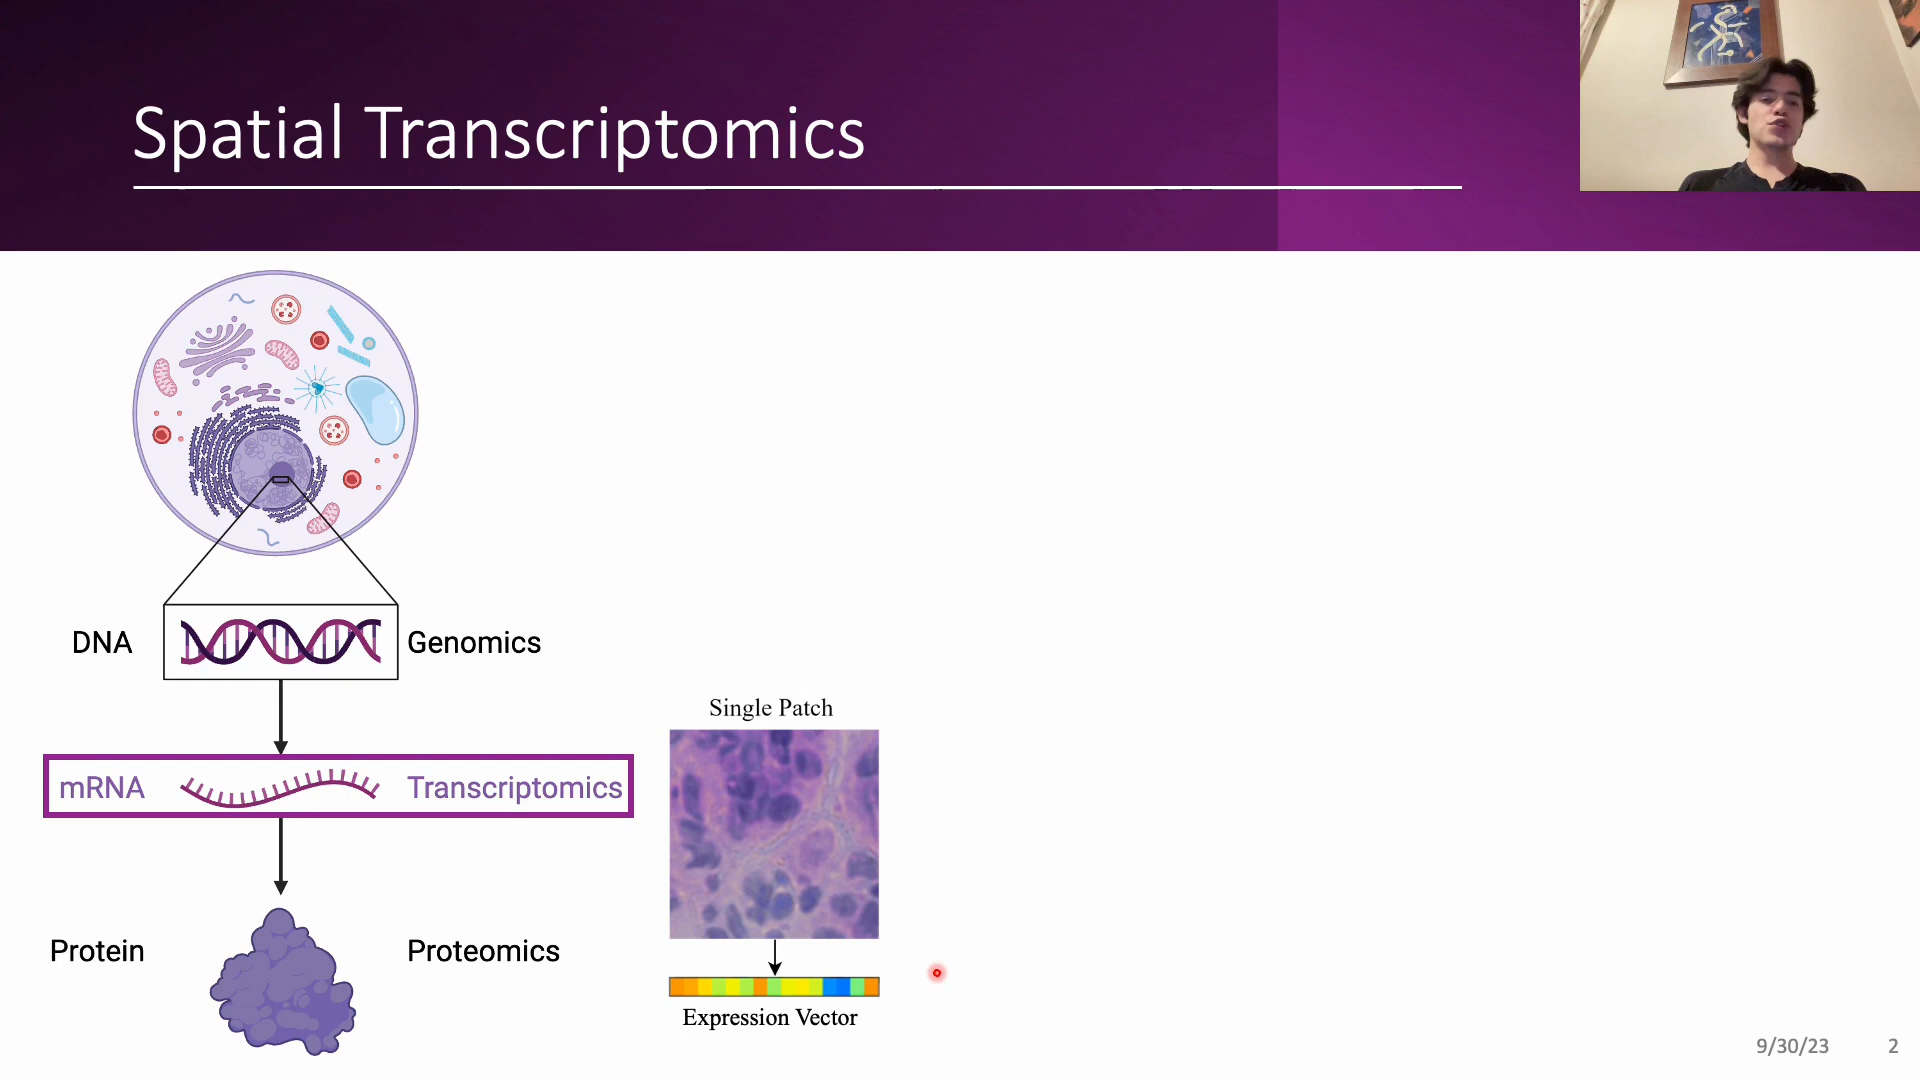 Spatial Transcriptomics
DNA
Genomics
Single Patch
mRNA
Transcriptomics
Protein
Proteomics
Expression Vector
9/30/23
2